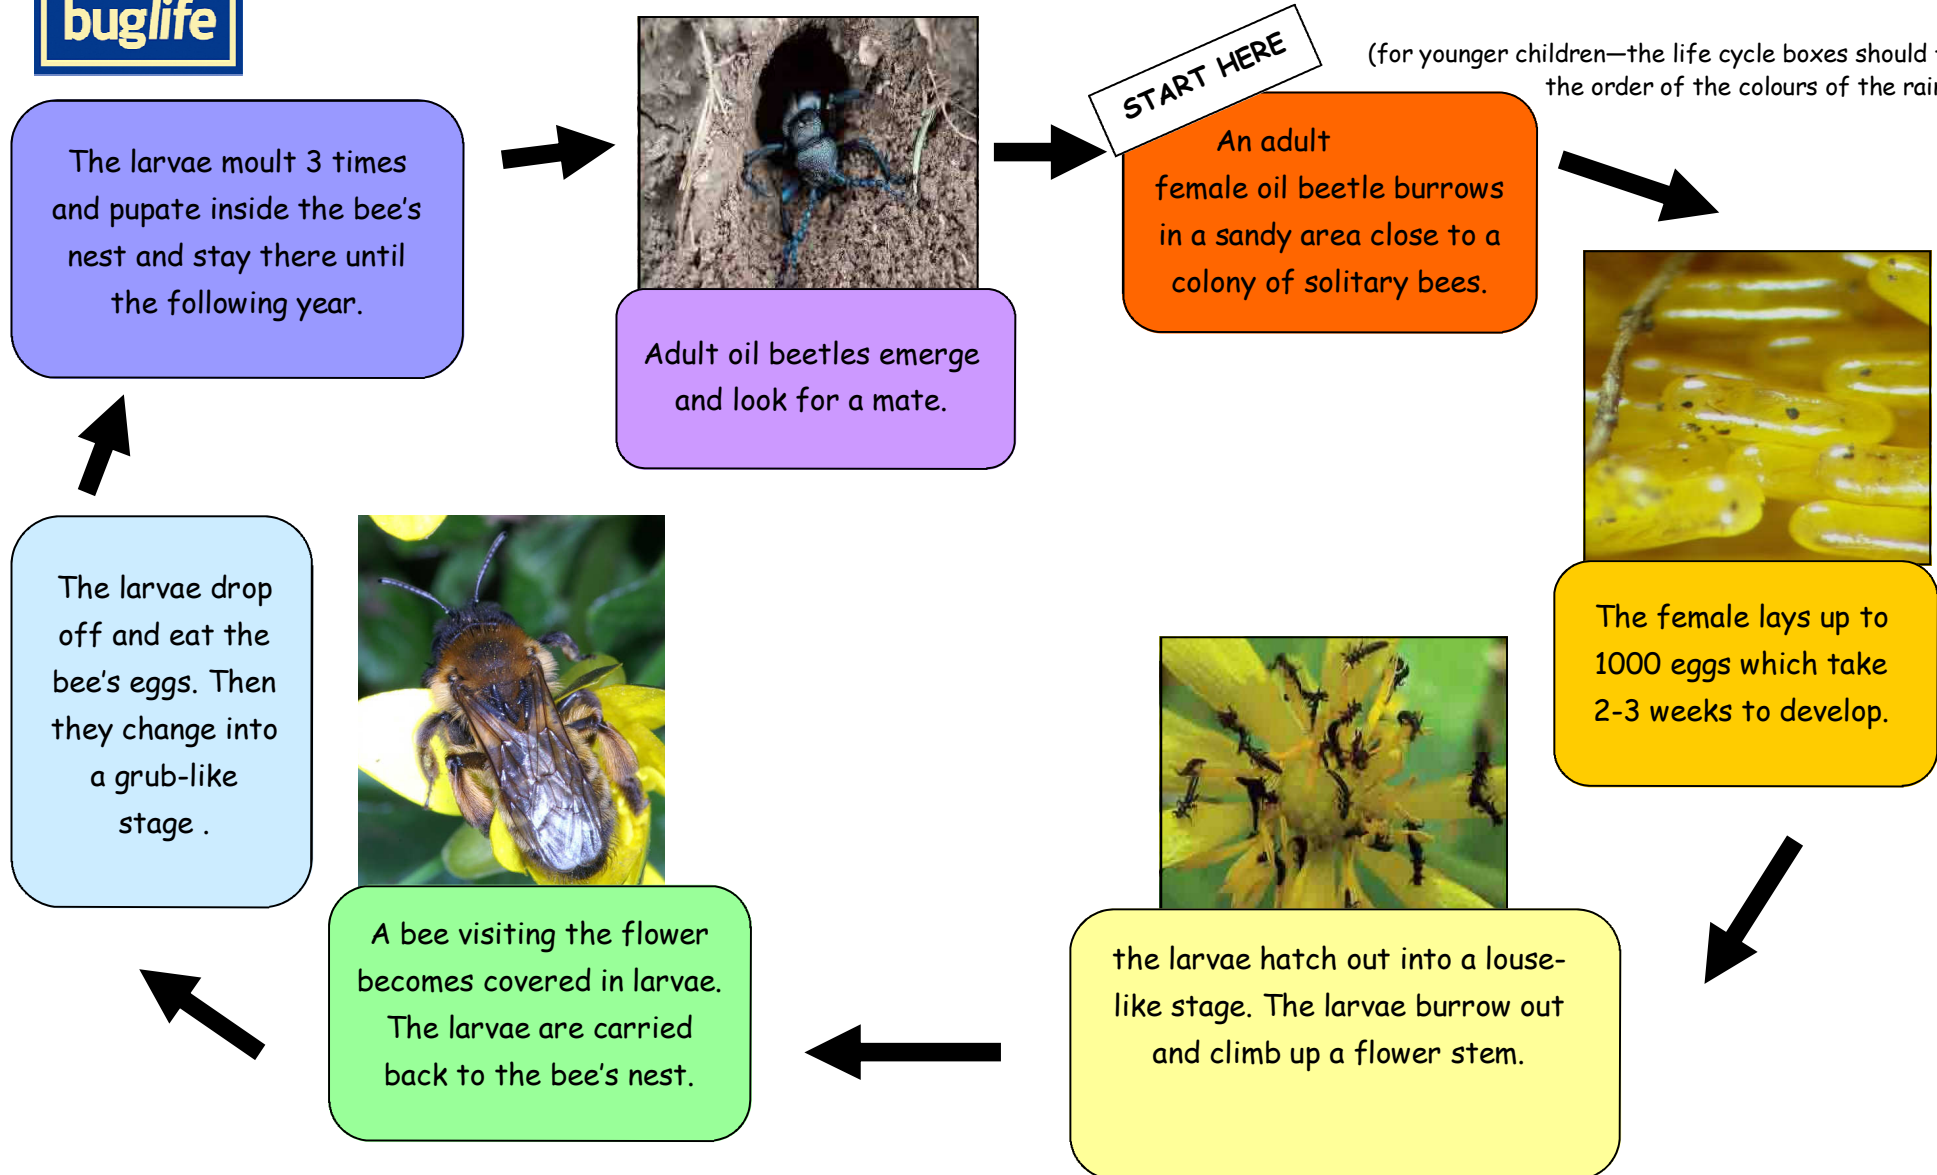 buglife
START HERE
(for younger children—the life cycle boxes should
the order of the colours of the
An adult
female oil beetle burrows
in a sandy area close to a
colony of solitary bees.
The female lays up to
1000 eggs which take
2-3 weeks to develop.
the larvae hatch out into a louse-
like stage. The larvae burrow out
and climb up a flower stem.
A bee visiting the flower
becomes covered in larvae.
The larvae are carried
back to the bee's nest.
The larvae drop
off and eat the
bee's eggs. Then
they change into
a grub-like
stage .
The larvae moult 3 times
and pupate inside the bee's
nest and stay there until
the following year.
Adult oil beetles emerge
and look for a mate.